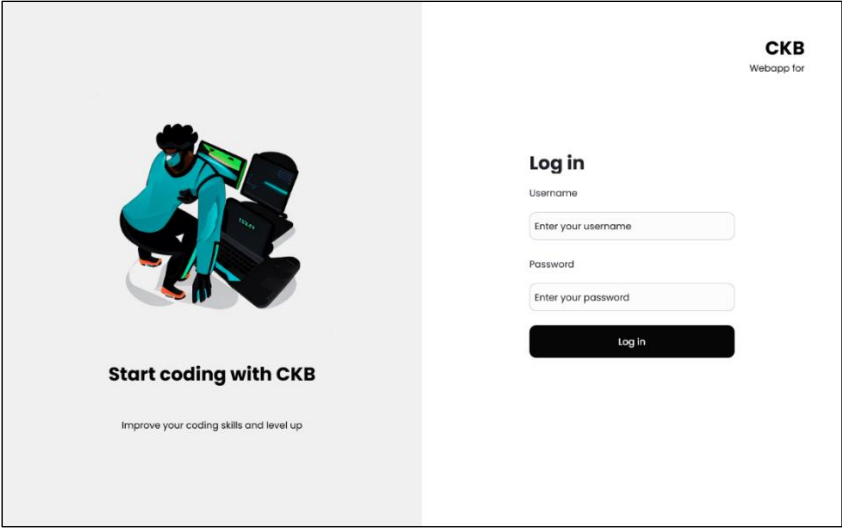 CKB
Webapp for
Log in
Username
Enter your username
Password
Enter your password
Log in
Start coding with CKB
Improve your coding skills and level up